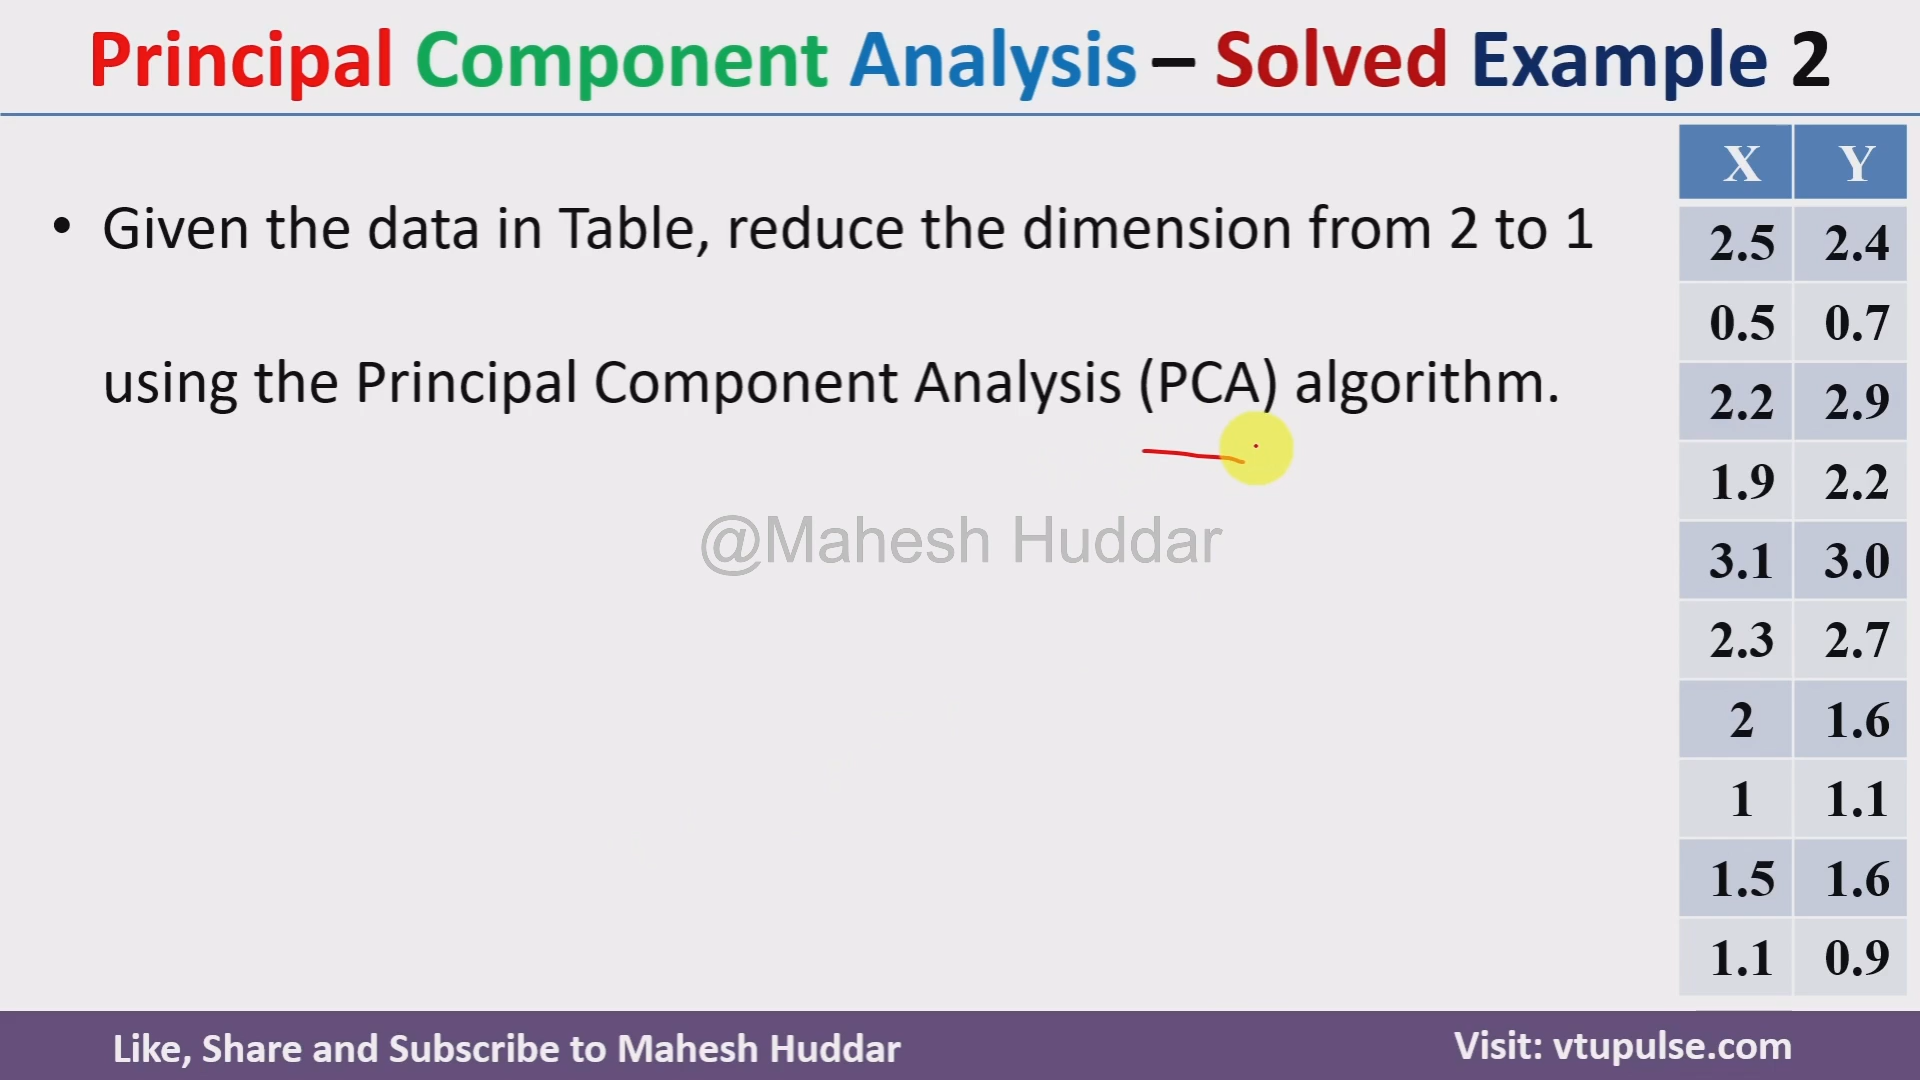 Principal Component Analysis – Solved Example 2
• Given the data in Table, reduce the dimension from 2 to 1
using the Principal Component Analysis (PCA) algorithm.
@Mahesh Huddar
X Y
2.5 2.4
0.5 0.7
2.2 2.9
1.9 2.2
3.1 3.0
2.3 2.7
2 1.6
1 1.1
1.5 1.6
1.1 0.9
Like, Share and Subscribe to Mahesh Huddar
Visit: vtupulse.com